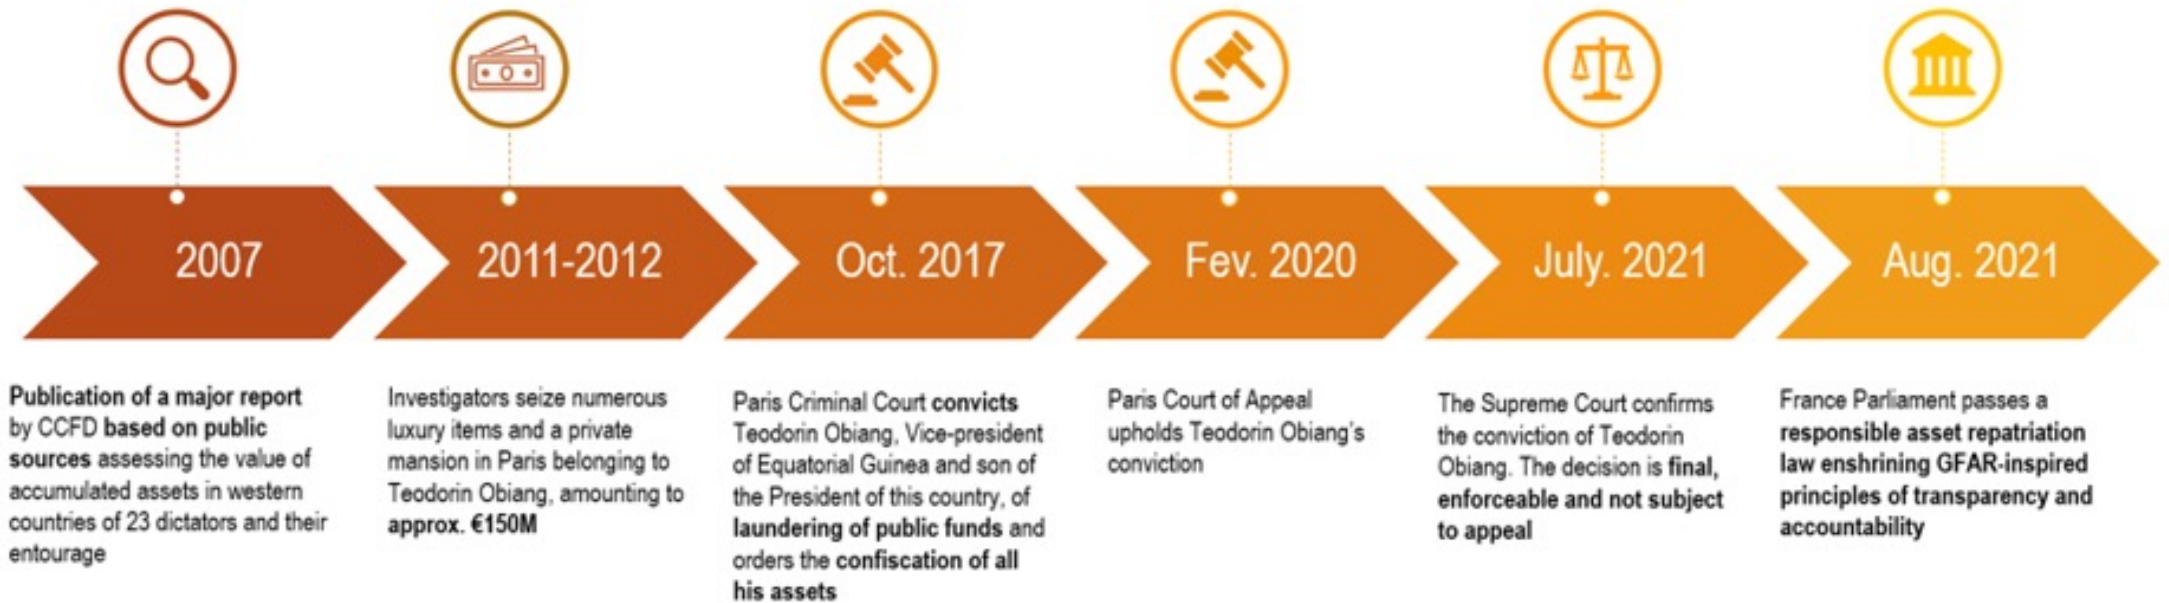 2007
2011-2012
Oct. 2017
Fev. 2020
July. 2021
Aug. 2021
Publication of a major report
by CCFD based on public
sources assessing the value of
accumulated assets in western
countries of 23 dictators and their
entourage
Investigators seize numerous
luxury items and a private
mansion in Paris belonging to
Teodorin Obiang, amounting to
approx. €150M
Paris Criminal Court convicts
Teodorin Obiang, Vice-president
of Equatorial Guinea and son of
the President of this country, of
laundering of public funds and
orders the confiscation of all
his assets
Paris Court of Appeal
upholds Teodorin Obiang's
conviction
The Supreme Court confirms
the conviction of Teodorin
Obiang. The decision is final,
enforceable and not subject
to appeal
France Parliament passes a
responsible asset repatriation
law enshrining GFAR-inspired
principles of transparency and
accountability